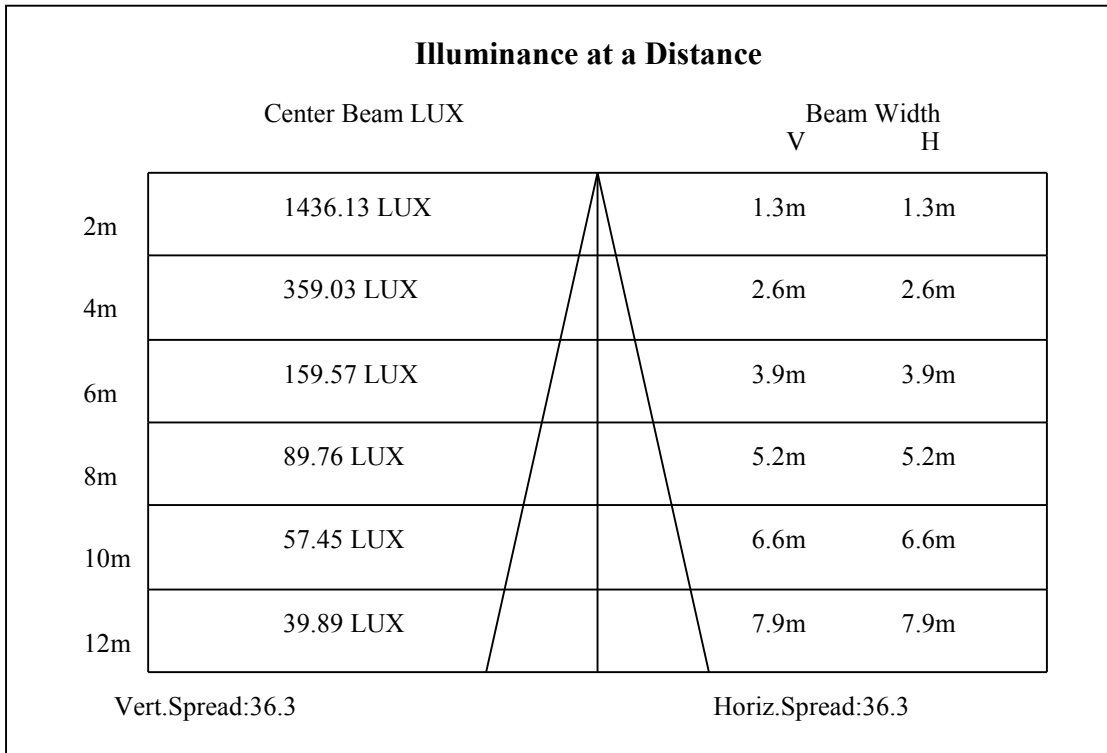 Illuminance at a Distance
Center Beam LUX Beam Width
V H
2m 1436.13 LUX 1.3m 1.3m
4m 359.03 LUX 2.6m 2.6m
6m 159.57 LUX 3.9m 3.9m
8m 89.76 LUX 5.2m 5.2m
10m 57.45 LUX 6.6m 6.6m
12m 39.89 LUX 7.9m 7.9m
Vert.Spread:36.3 Horiz.Spread:36.3